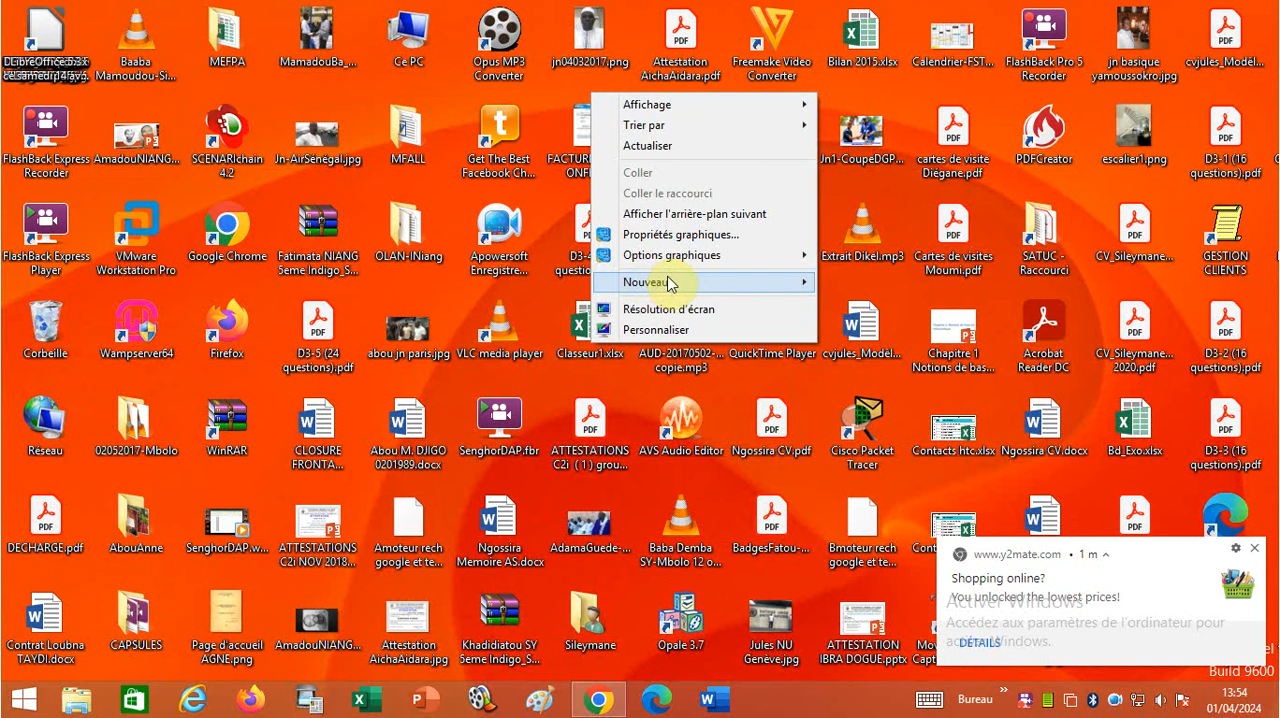 DLibreOffice.5.3.x
Baaba
Mamoudou-Si...
MEFPA
MamadouBa_...
Ce PC
Opus MP3
Converter
jn04032017.png
Attestation
AichaAidara.pdf
Freemake Video
Converter
Bilan 2015.xlsx
Calendrier-FST...
FlashBack Pro 5
Recorder
jn basique
yamoussokro.jpg
cvjules_Modèl...
Affichage
Trier par
Actualiser
Coller
Coller le raccourci
Afficher l'arrière-plan suivant
Propriétés graphiques...
Options graphiques
Nouveau
Résolution d'écran
Personnaliser
FlashBack Express
Recorder
AmadouNIANG...
SCENARIchain
4.2
Jn-AirSénégal.jpg
MFALL
Get The Best
Facebook Ch...
FACTUR
ONFI
Jn1-CoupeDGP...
cartes de visite
Diégane.pdf
PDFCreator
escalier1.png
D3-1 (16
questions).pdf
FlashBack Express
Player
VMware
Workstation Pro
Google Chrome
Fatimata NIANG
5eme Indigo_S...
OLAN-INiang
Apowersoft
Enregistre...
D3-4
questio
Extrait Dikel.mp3
Cartes de visites
Moumi.pdf
SATUC -
Raccourci
CV_Sileymane...
GESTION
CLIENTS
Corbeille
Wampserver64
Firefox
D3-5 (24
questions).pdf
abou jn paris.jpg
VLC media player
Classeur1.xlsx
AUD-20170502-...
copie.mp3
QuickTime Player
cvjules_Modèl...
Chapitre 1
Notions de bas...
Acrobat
Reader DC
CV_Sileymane...
2020.pdf
D3-2 (16
questions).pdf
Réseau
02052017-Mbolo
WinRAR
CLOSURE
FRONTA...
Abou M. DJIGO
0201989.docx
SenghorDAP.fbr
ATTESTATIONS
C2i ( 1 ) grou...
AVS Audio Editor
Ngossira CV.pdf
Cisco Packet
Tracer
Contacts htc.xlsx
Ngossira CV.docx
Bd_Exo.xlsx
D3-3 (16
questions).pdf
DECHARGE.pdf
AbouAnne
SenghorDAP.w...
ATTESTATIONS
C2i NOV 2018...
Amoteur rech
google et te...
Ngossira
Memoire AS.docx
AdamaGuede-...
Baba Demba
SY-Mbolo 12 o...
BadgesFatou-...
Bmoteur rech
google et te...
www.y2mate.com • 1 m
Shopping online?
You unlocked the lowest prices!
DETAILS
Activer Windows
Accédez aux paramètres de l'ordinateur pour
activer Windows.
Contrat Loubna
TAYDI.docx
CAPSULES
Page d'accueil
AGNE.png
AmadouNIANG...
Attestation
AichaAidara.jpg
Khadidiatou SY
5eme Indigo_S...
Sileymane
Opale 3.7
Jules NU
Genève.jpg
ATTESTATION
IBRA DOGUE.pptx
Build 9600
Bureau
13:54
01/04/2024